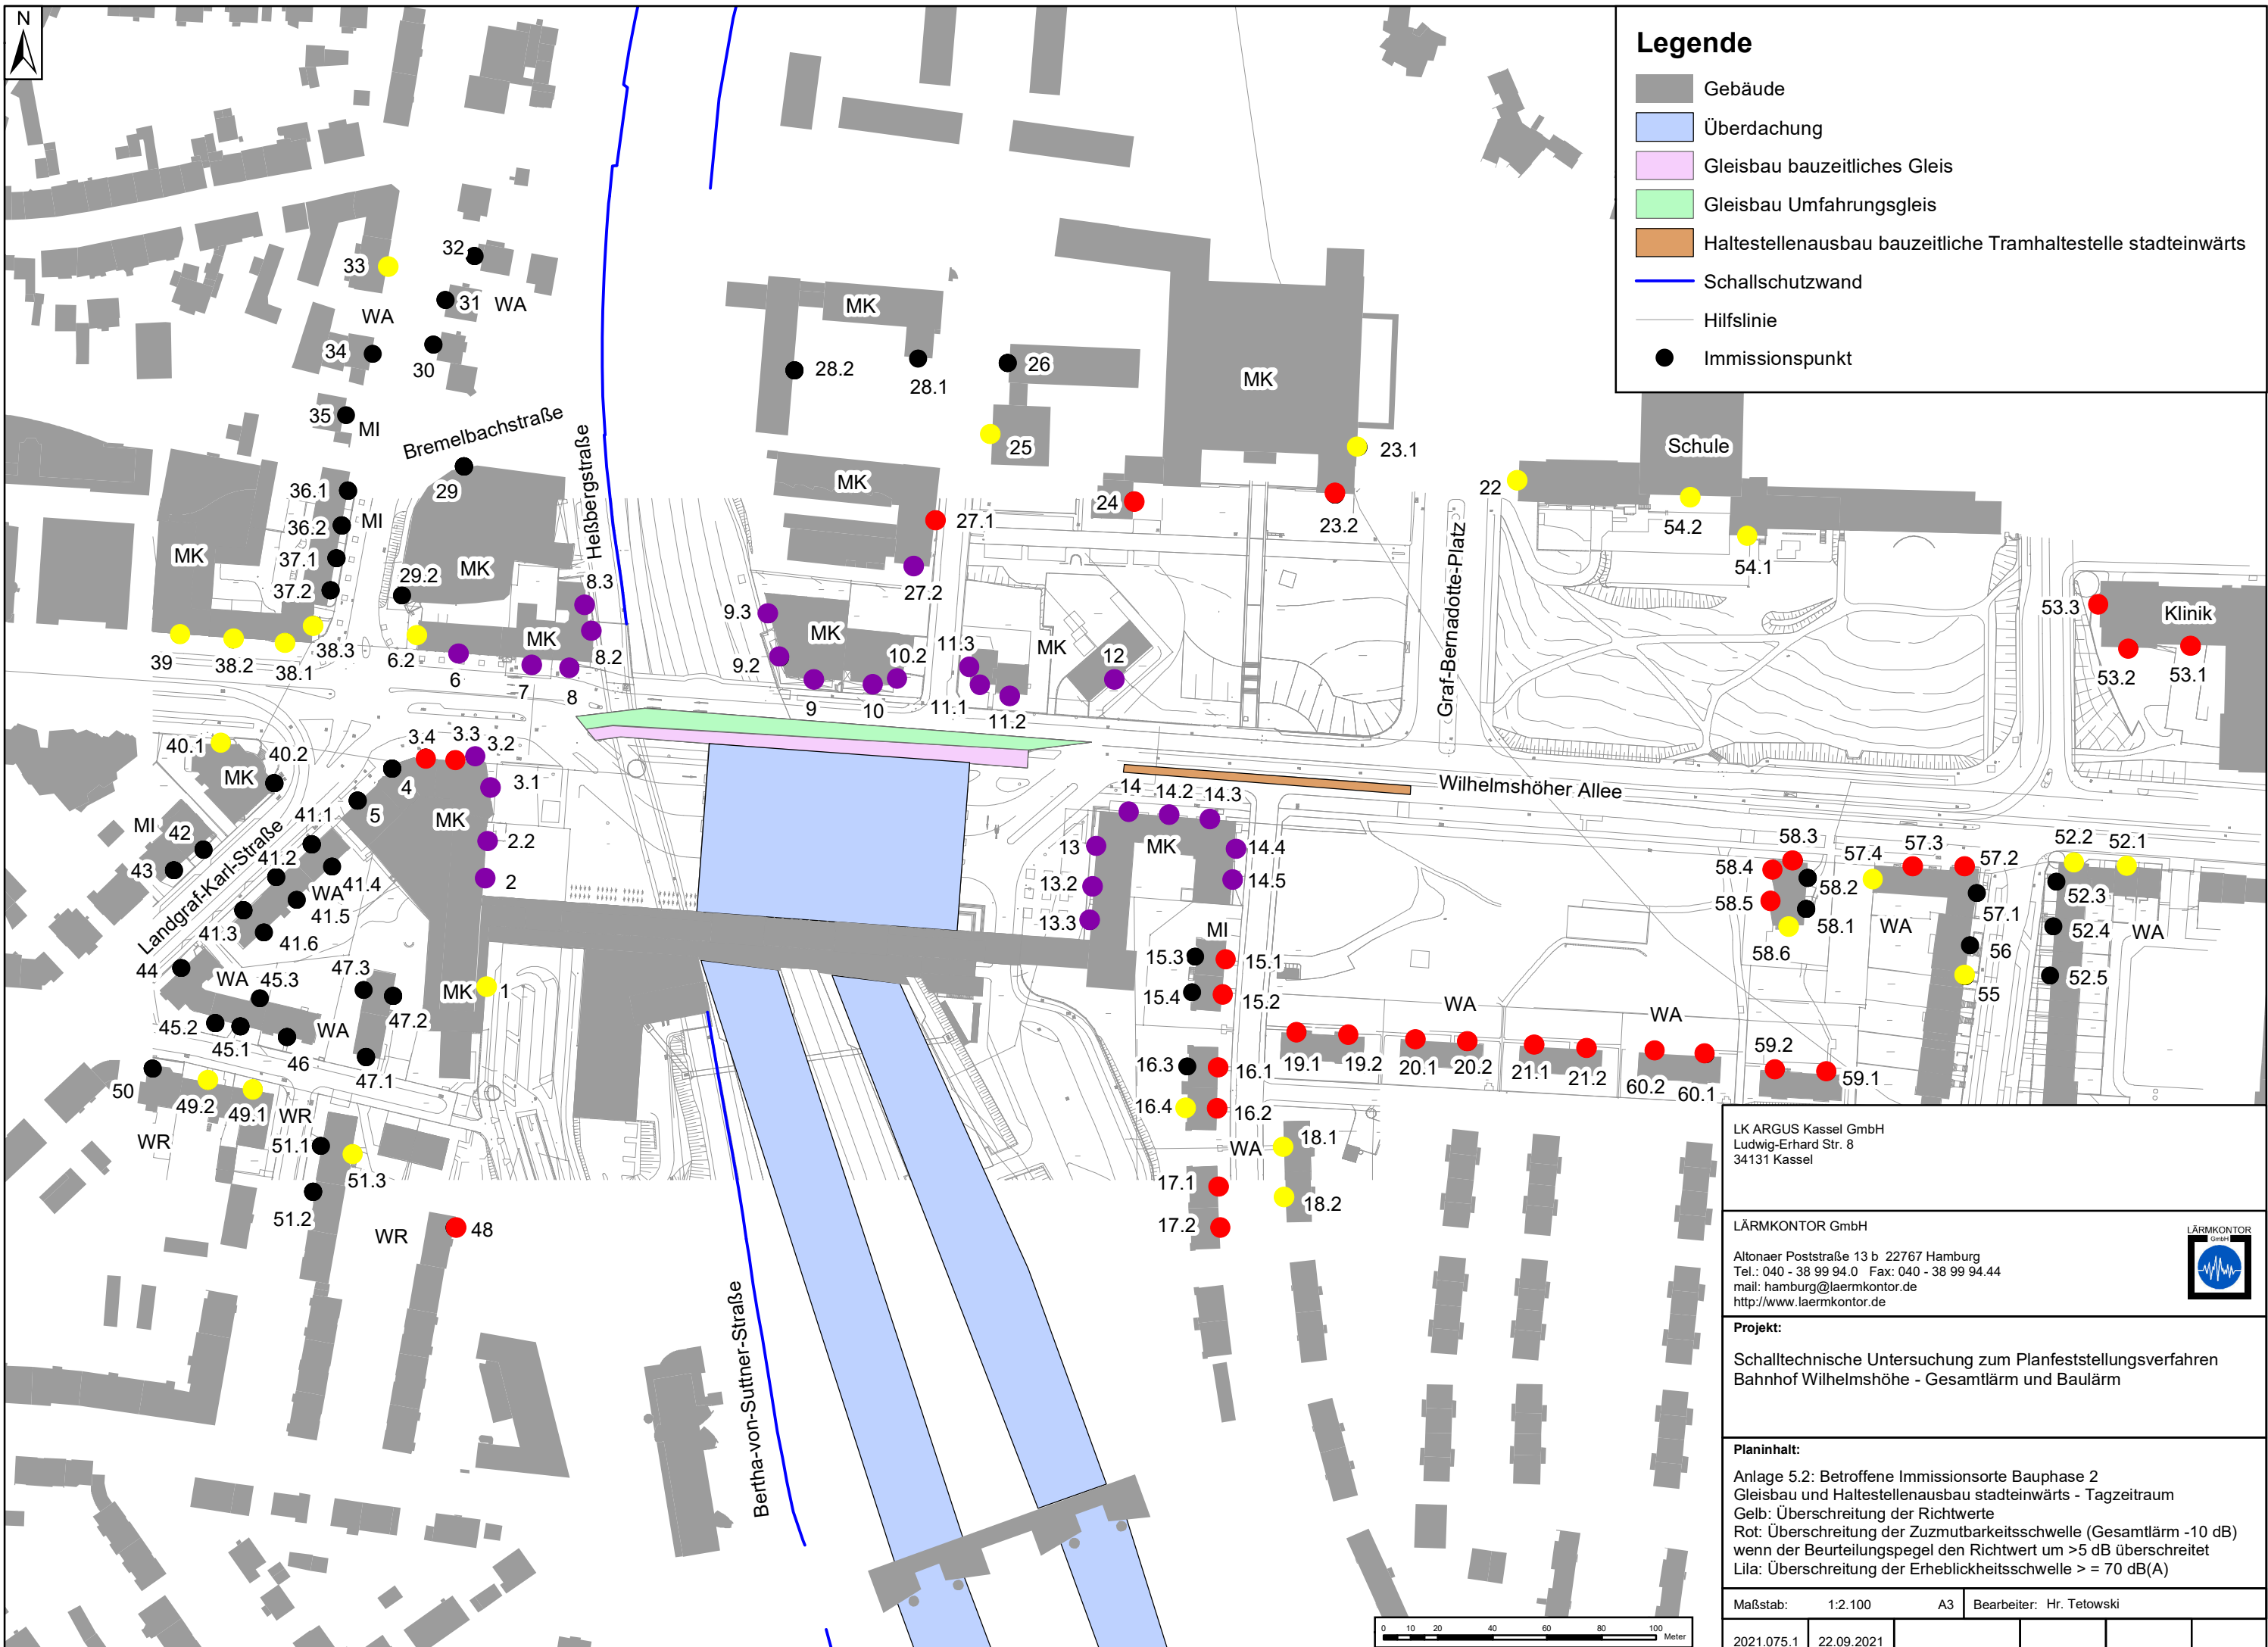 N
Legende
Gebäude
Überdachung
Gleisbau bauzeitliches Gleis
Gleisbau Umfahrungsgleis
Haltestellenausbau bauzeitliche Tramhaltestelle stadteinwärts
Schallschutzwand
Hilfslinie
Immissionspunkt
32
33
31 WA
WA
34
30
35
MI
Bremelbachstraße
Heßbergstraße
29
36.1
36.2 MI
37.1
37.2
MK
29.2
MK
8.3
39
38.2
38.1
38.3
6.2
6
7
MK
8
8.2
MK
28.2
28.1
26
25
MK
MK
23.1
24
23.2
27.1
27.2
9.3
9.2
MK
9
10
10.2
11.3
11.1
11.2
MK
12
Graf-Bernadotte-Platz
22
Schule
54.2
54.1
53.3
Klinik
53.2
53.1
40.1
40.2
MK
3.4
3.3
3.2
3.1
4
5
MK
2.2
2
MI
42
43
41.1
41.2
41.3
WA
41.4
41.5
41.6
Landgraf-Karl-Straße
44
WA
45.3
45.2
45.1
46
WA
47.3
47.2
47.1
MK
1
50
49.2
49.1
WR
WR
51.1
51.3
51.2
WR
48
Wilhelmshöher Allee
14
14.2
14.3
13
MK
14.4
13.2
14.5
13.3
MI
15.3
15.1
15.4
15.2
16.3
16.1
16.4
16.2
WA
18.1
18.2
17.1
17.2
19.1
19.2
WA
20.1
20.2
21.1
21.2
WA
60.2
60.1
59.2
59.1
58.3
58.4
58.2
58.5
58.1
58.6
57.4
57.3
57.2
57.1
WA
56
55
52.2
52.1
52.3
52.4
WA
52.5
Bertha-von-Suttner-Straße
LK ARGUS Kassel GmbH
Ludwig-Erhard Str. 8
34131 Kassel
LÄRMKONTOR GmbH
Altonaer Poststraße 13 b 22767 Hamburg
Tel.: 040 - 38 99 94.0 Fax: 040 - 38 99 94.44
mail: hamburg@laermkontor.de
http://www.laermkontor.de
LÄRMKONTOR
GmbH
Projekt:
Schalltechnische Untersuchung zum Planfeststellungsverfahren
Bahnhof Wilhelmshöhe - Gesamtlärm und Baulärm
Planinhalt:
Anlage 5.2: Betroffene Immissionsorte Bauphase 2
Gleisbau und Haltestellenausbau stadteinwärts - Tagzeitraum
Gelb: Überschreitung der Richtwerte
Rot: Überschreitung der Zuzmutbarkeitsschwelle (Gesamtlärm -10 dB)
wenn der Beurteilungspegel den Richtwert um >5 dB überschreitet
Lila: Überschreitung der Erheblickheitsschwelle > = 70 dB(A)
Maßstab: 1:2.100 A3 Bearbeiter: Hr. Tetowski
2021.075.1 22.09.2021
0 10 20 40 60 80 100
Meter